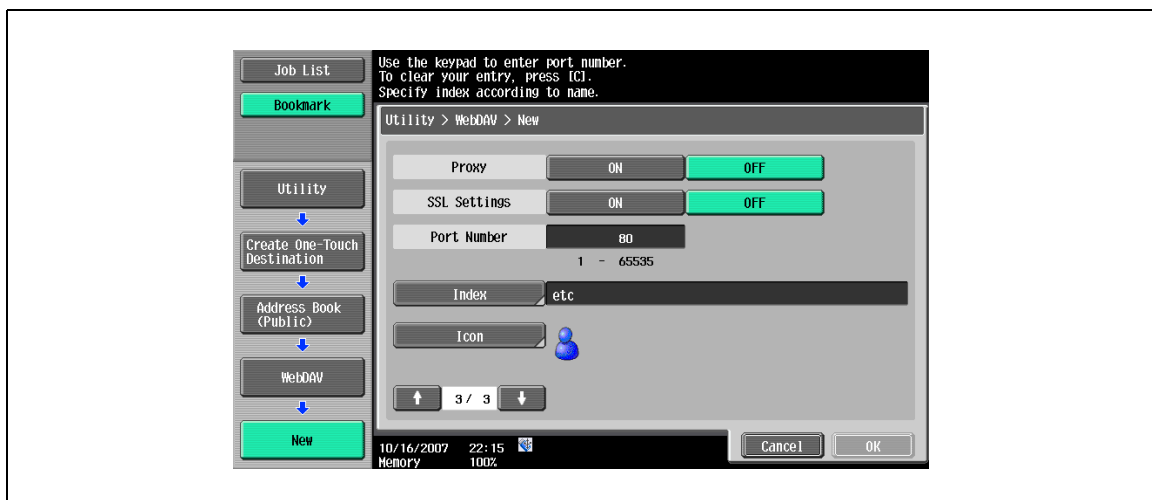 Job List
Bookmark
Use the keypad to enter port number.
To clear your entry, press [C].
Specify index according to name.
Utility > WebDAV > New
Proxy ON OFF
SSL Settings ON OFF
Port Number 80
1 - 65535
Index etc
Icon
3/ 3
Utility
Create One-Touch
Destination
Address Book
(Public)
WebDAV
New
10/16/2007 22:15
Memory 100%
Cancel OK